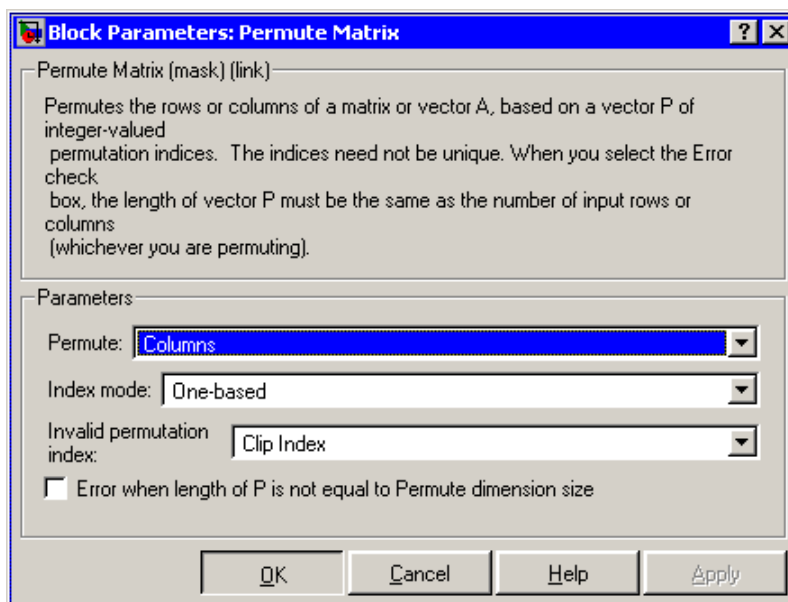 Block Parameters: Permute Matrix
Permute Matrix (mask) (link)
Permutes the rows or columns of a matrix or vector A, based on a vector P of
integer-valued
permutation indices.  The indices need not be unique. When you select the Error
check
box, the length of vector P must be the same as the number of input rows or
columns
(whichever you are permuting).
Parameters
Permute: Columns
Index mode: One-based
Invalid permutation
index: Clip Index
Error when length of P is not equal to Permute dimension size
OK Cancel Help Apply